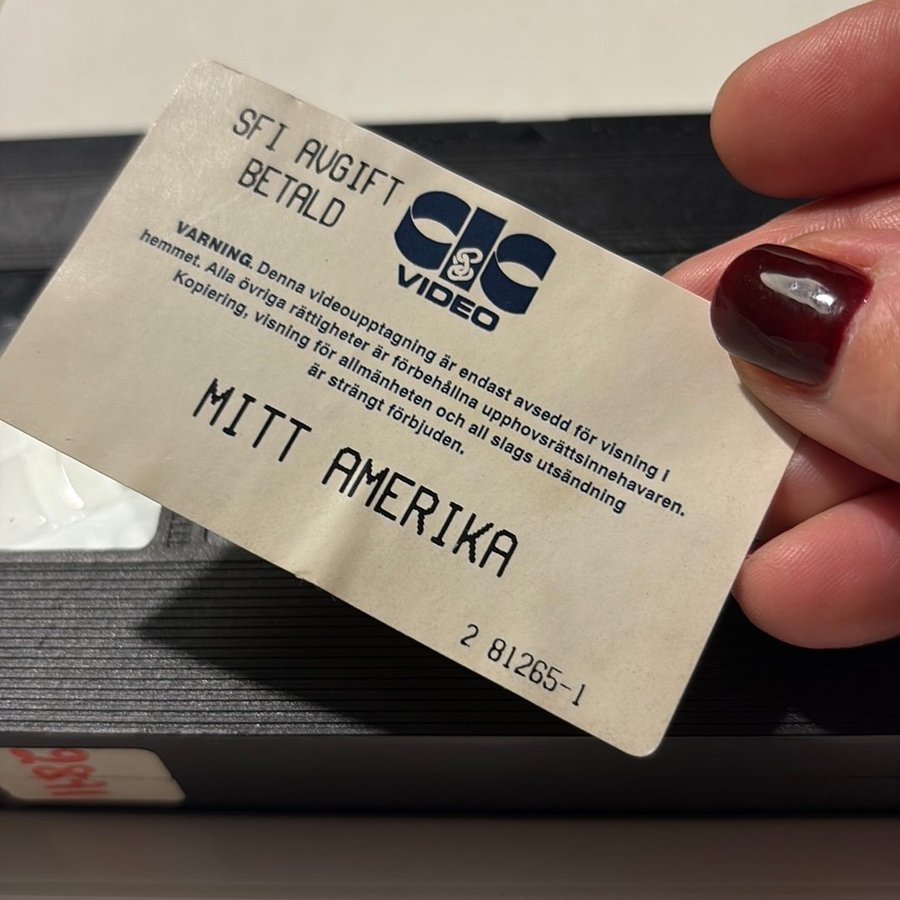 SFI AVGIFT
BETALD
CIC
VIDEO
VARNING. Denna videoupptagning är endast avsedd för visning i
hemmet. Alla övriga rättigheter är förbehållna upphovsrättsinnehavaren.
Kopiering, visning för allmänheten och all slags utsändning
är strängt förbjuden.
MITT AMERIKA
2 81265-1